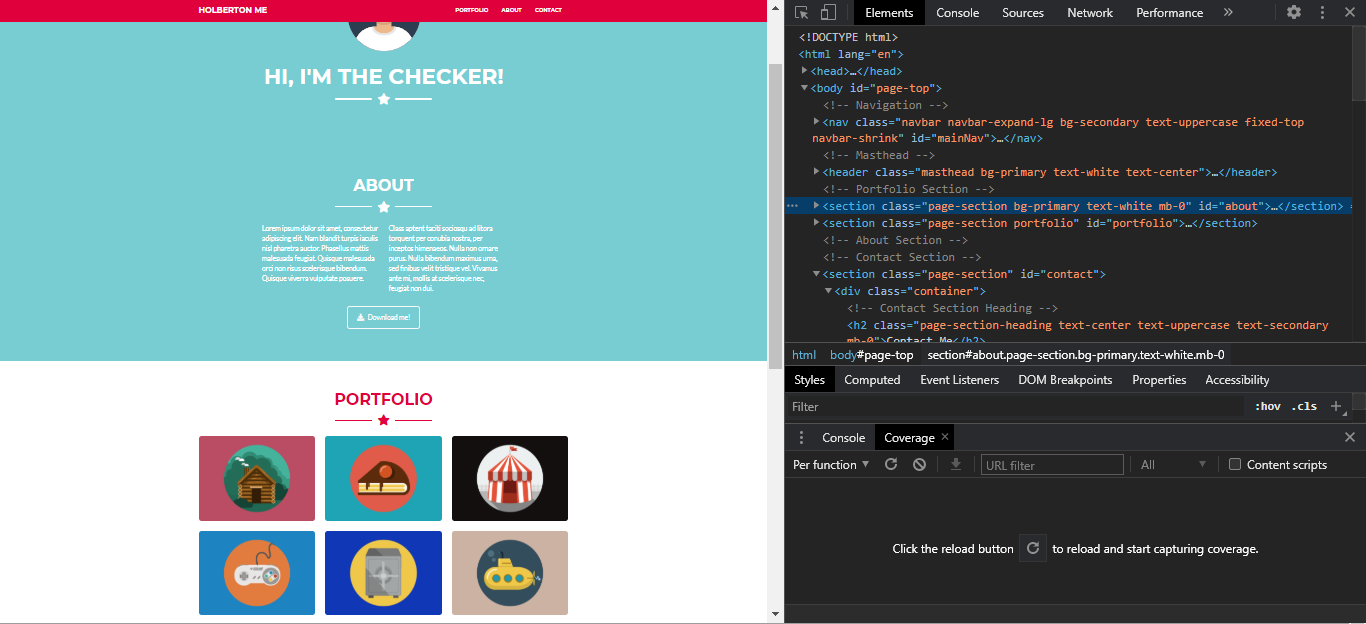 HOLBERTON ME
PORTFOLIO ABOUT CONTACT
HI, I'M THE CHECKER!
ABOUT
Lorem ipsum dolor sit amet, consectetur
adipiscing elit. Nam blandit turpis iaculis
nisl pharetra auctor. Phasellus mattis
malesuada feugiat. Quisque malesuada
orci non risus scelerisque bibendum.
Quisque viverra vulputate posuere.
Class aptent taciti sociosqu ad litora
torquent per conubia nostra, per
inceptos himenaeos. Nulla non ornare
purus. Nulla bibendum maximus urna,
sed finibus velit tristique vel. Vivamus
ante mi, mollis at scelerisque nec,
feugiat non dui.
Download me!
PORTFOLIO
Elements Console Sources Network Performance »
<!DOCTYPE html>
<html lang="en">
<head>…</head>
<body id="page-top">
<!-- Navigation -->
<nav class="navbar navbar-expand-lg bg-secondary text-uppercase fixed-top
navbar-shrink" id="mainNav">…</nav>
<!-- Masthead -->
<header class="masthead bg-primary text-white text-center">…</header>
<!-- Portfolio Section -->
<section class="page-section bg-primary text-white mb-0" id="about">…</section> =
<section class="page-section portfolio" id="portfolio">…</section>
<!-- About Section -->
<!-- Contact Section -->
<section class="page-section" id="contact">
<div class="container">
<!-- Contact Section Heading -->
<h2 class="page-section-heading text-center text-uppercase text-secondary
mb-0">Contact Me</h2>
html body#page-top section#about.page-section.bg-primary.text-white.mb-0
Styles Computed Event Listeners DOM Breakpoints Properties Accessibility
Filter :hov .cls +
Console Coverage ×
Per function URL filter All Content scripts
Click the reload button to reload and start capturing coverage.